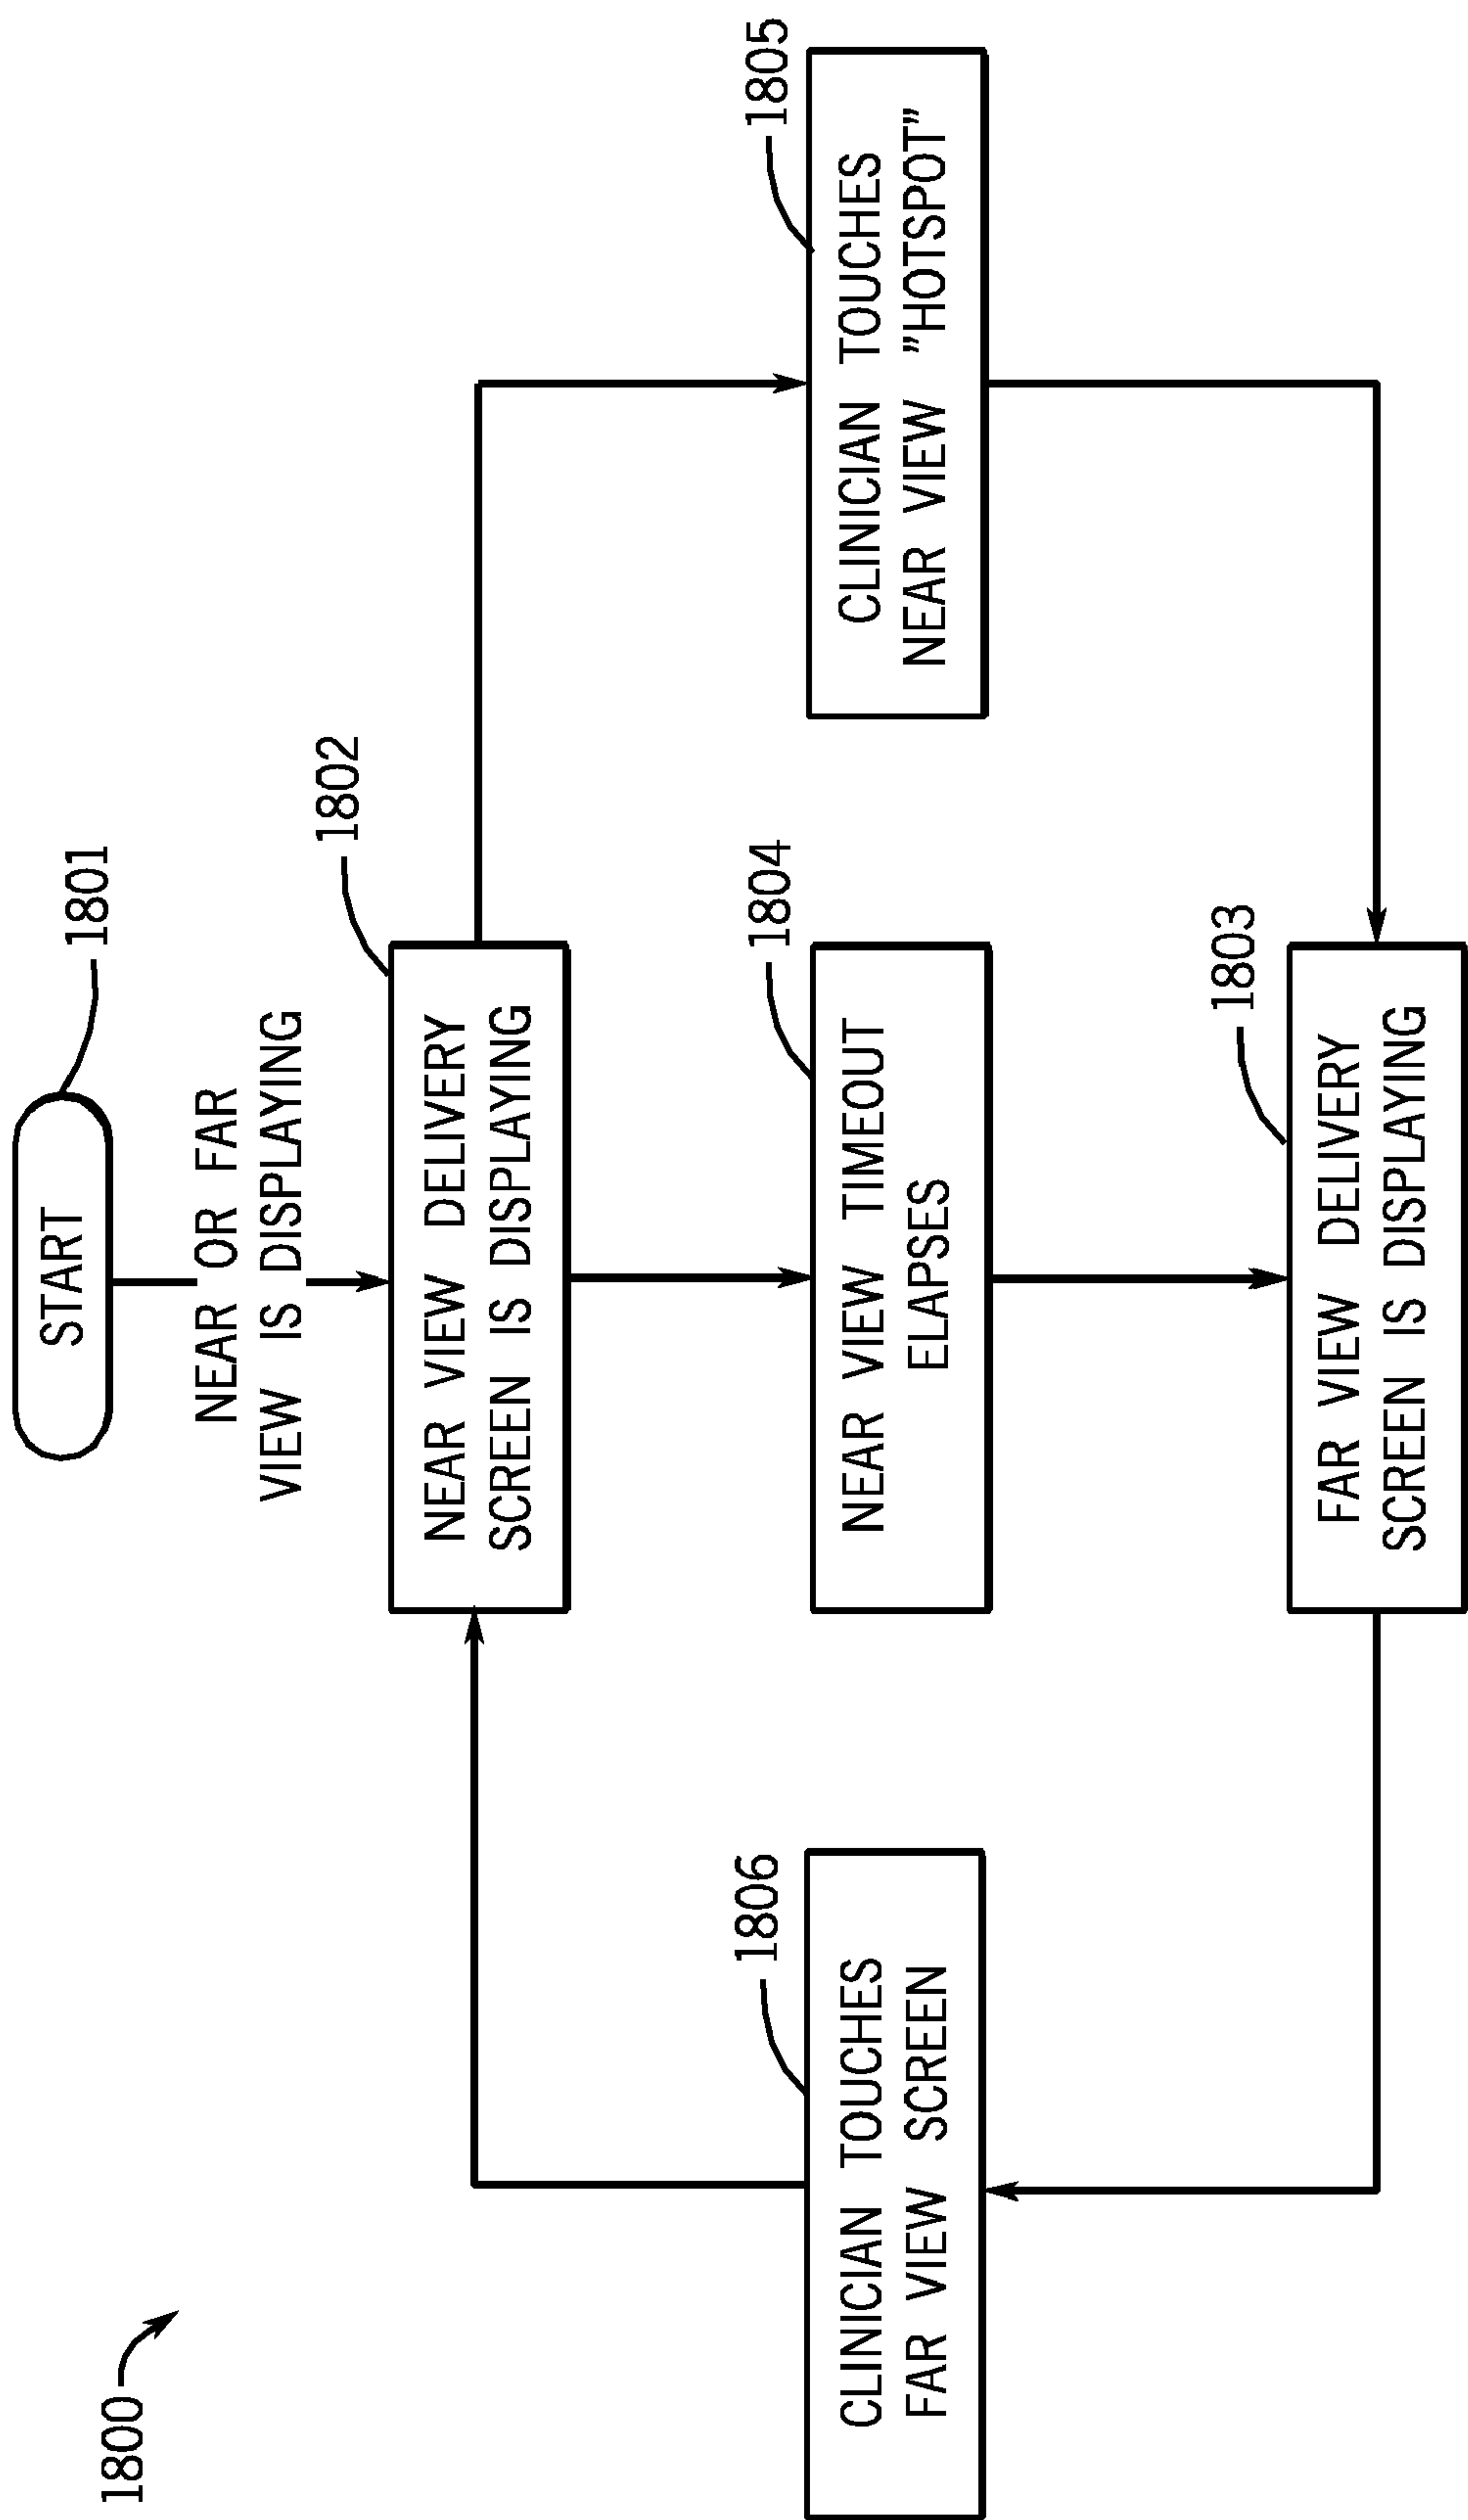 1800
START
1801
NEAR OR FAR
VIEW IS DISPLAYING
1802
NEAR VIEW DELIVERY
SCREEN IS DISPLAYING
1806
CLINICIAN TOUCHES
FAR VIEW SCREEN
1804
NEAR VIEW TIMEOUT
ELAPSES
1805
CLINICIAN TOUCHES
NEAR VIEW "HOTSPOT"
1803
FAR VIEW DELIVERY
SCREEN IS DISPLAYING